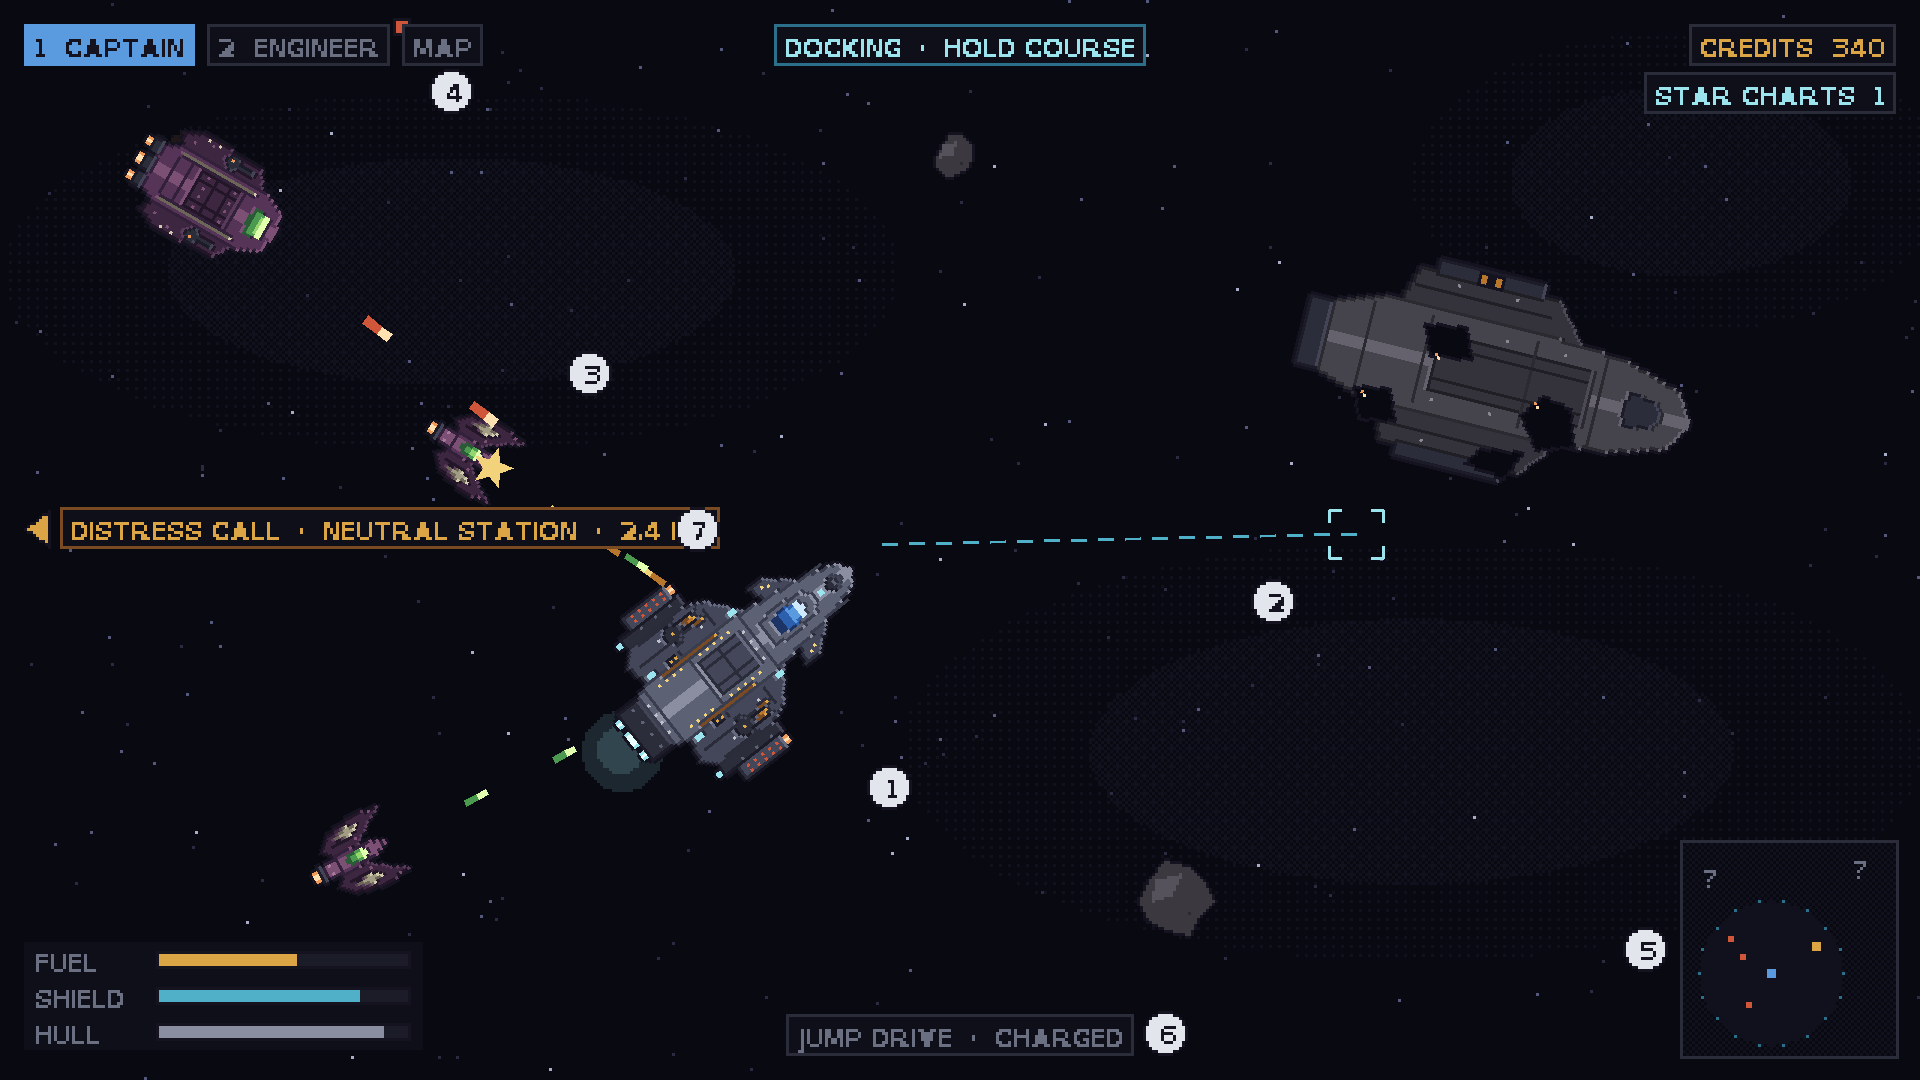 1 CAPTAIN
2 ENGINEER
MAP
DOCKING · HOLD COURSE
CREDITS 340
STAR CHARTS 1
4
3
DISTRESS CALL · NEUTRAL STATION · 2.4
7
2
1
?
?
5
FUEL
SHIELD
HULL
JUMP DRIVE · CHARGED
6